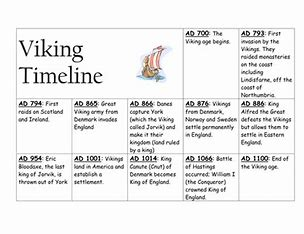 Viking
Timeline
AD 700: The
Viking age begins.
AD 793: First
invasion by the
Vikings. They
raided monasteries
on the coast
including
Lindisfarne, off the
coast of
Northumbria.
AD 794: First
raids on Scotland
and Ireland.
AD 865: Great
Viking army from
Denmark invades
England
AD 866: Danes
capture York
(which the Viking
called Jorvik) and
make it their
kingdom (land ruled
by a king)
AD 876: Vikings
from Denmark,
Norway and Sweden
settle permanently
in England.
AD 886: King
Alfred the Great
defeats the Vikings
but allows them to
settle in Eastern
England.
AD 954: Eric
Bloodaxe, the last
king of Jorvik, is
thrown out of York
AD 1001: Vikings
land in America and
establish a
settlement.
AD 1014: King
Canute (Cnut) of
Denmark becomes
King of England.
AD 1066: Battle
of Hastings
occurred; William
I (the Conqueror)
crowned King of
England.
AD 1100: End of
the Viking age.